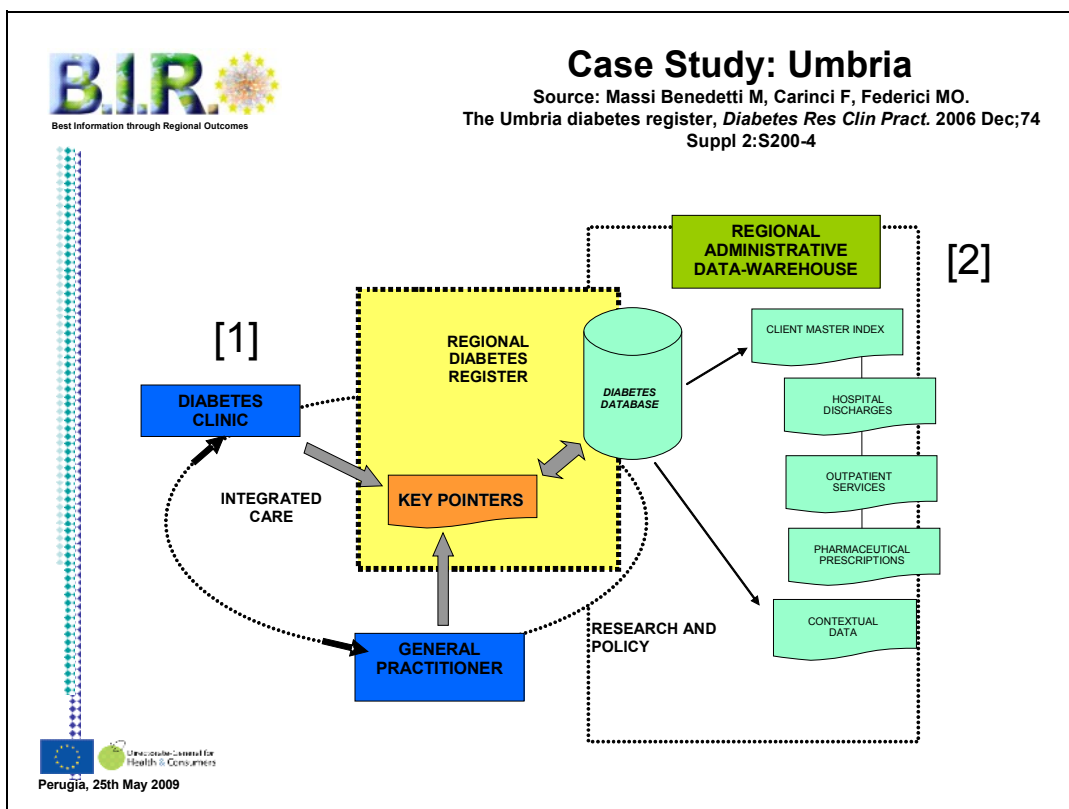 B.I.R.
Best Information through Regional Outcomes
Case Study: Umbria
Source: Massi Benedetti M, Carinci F, Federici MO.
The Umbria diabetes register, Diabetes Res Clin Pract. 2006 Dec;74
Suppl 2:S200-4
REGIONAL
ADMINISTRATIVE
DATA-WAREHOUSE
[2]
[1]
REGIONAL
DIABETES
REGISTER
CLIENT MASTER INDEX
DIABETES
CLINIC
DIABETES
DATABASE
HOSPITAL
DISCHARGES
INTEGRATED
CARE
KEY POINTERS
OUTPATIENT
SERVICES
PHARMACEUTICAL
PRESCRIPTIONS
GENERAL
PRACTITIONER
RESEARCH AND
POLICY
CONTEXTUAL
DATA
Directorate-General for
Health & Consumers
Perugia, 25th May 2009